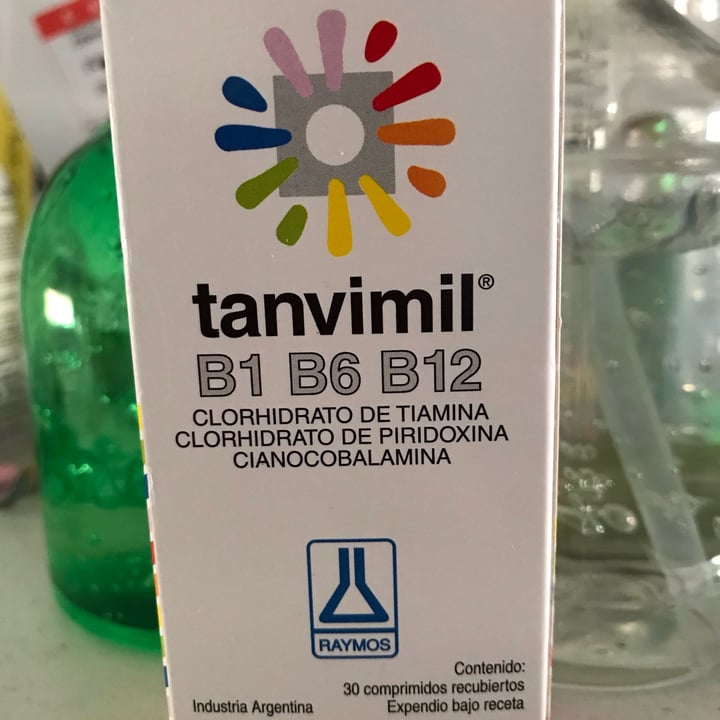 tanvimil®
B1 B6 B12
CLORHIDRATO DE TIAMINA
CLORHIDRATO DE PIRIDOXINA
CIANOCOBALAMINA
RAYMOS
Contenido:
30 comprimidos recubiertos
Industria Argentina
Expendio bajo receta